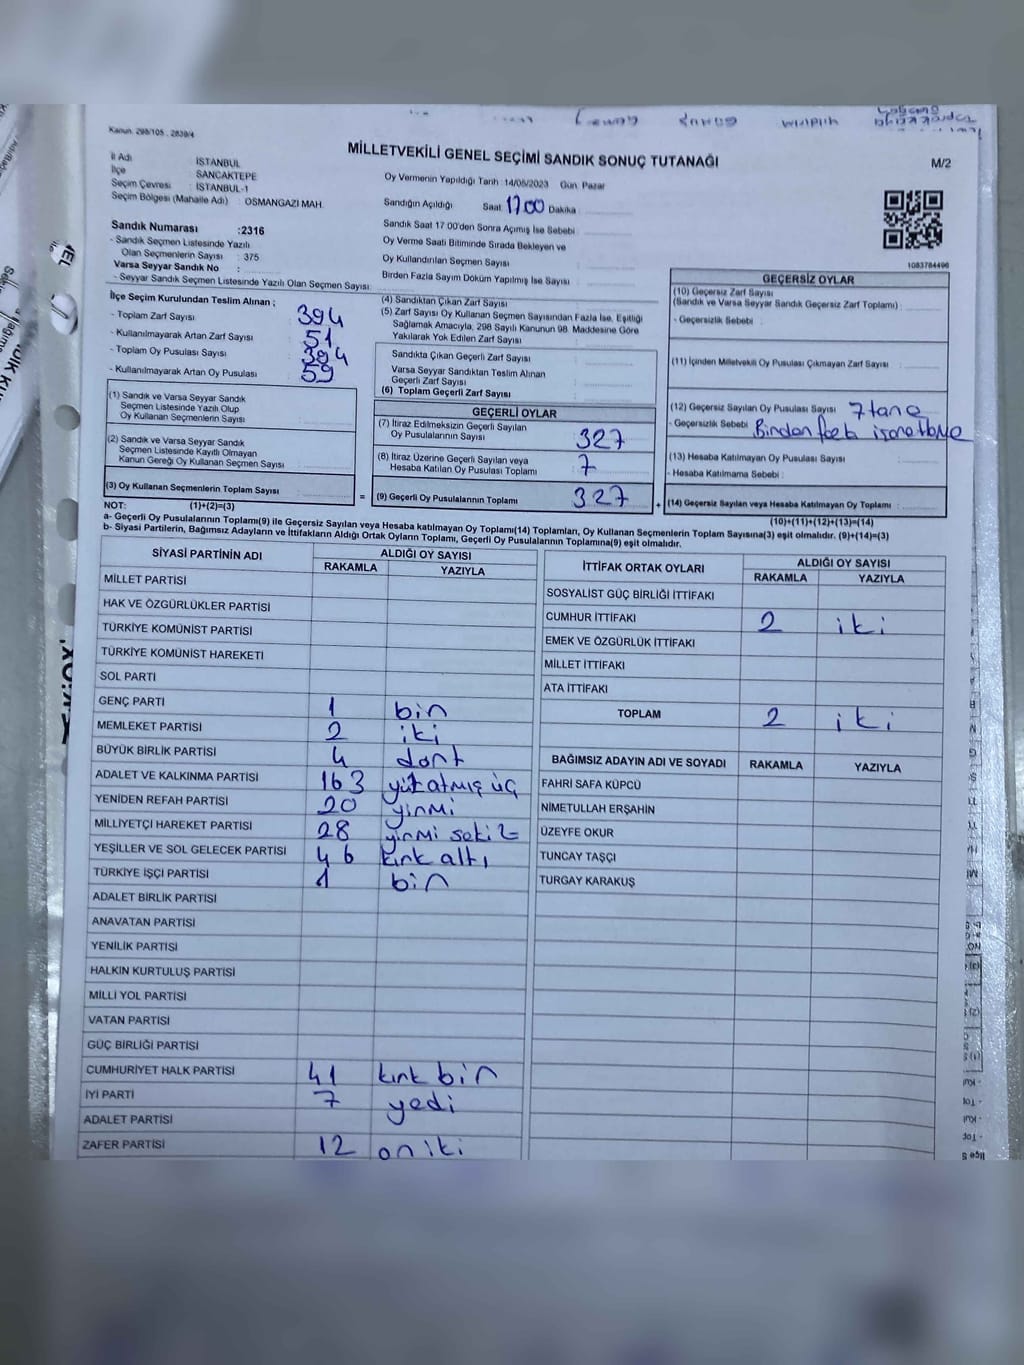 Kanun. 298/105 , 2839/4
MİLLETVEKİLİ GENEL SEÇİMİ SANDIK SONUÇ TUTANAĞI
M/2
İl Adı : İSTANBUL
İlçe SANCAKTEPE
Seçim Çevresi : İSTANBUL-1
Seçim Bölgesi (Mahalle Adı) : OSMANGAZİ MAH.
Oy Vermenin Yapıldığı Tarih :14/05/2023 Gün: Pazar
Sandığın Açıldığı Saat: 17.00 Dakika :
Sandık Saat 17:00'den Sonra Açılmış İse Sebebi :
Oy Verme Saati Bitiminde Sırada Bekleyen ve
Oy Kullandırılan Seçmen Sayısı
Birden Fazla Sayım Döküm Yapılmış İse Sayısı :
Sandık Numarası :2316
- Sandık Seçmen Listesinde Yazılı
Olan Seçmenlerin Sayısı : 375
Varsa Seyyar Sandık No :
- Seyyar Sandık Seçmen Listesinde Yazılı Olan Seçmen Sayısı:
1083784496
İlçe Seçim Kurulundan Teslim Alınan ;
- Toplam Zarf Sayısı : 394
- Kullanılmayarak Artan Zarf Sayısı : 51
- Toplam Oy Pusulası Sayısı : 394
- Kullanılmayarak Artan Oy Pusulası : 59
(1) Sandık ve Varsa Seyyar Sandık
Seçmen Listesinde Yazılı Olup
Oy Kullanan Seçmenlerin Sayısı
(2) Sandık ve Varsa Seyyar Sandık
Seçmen Listesinde Kayıtlı Olmayan
Kanun Gereği Oy Kullanan Seçmen Sayısı
(3) Oy Kullanan Seçmenlerin Toplam Sayısı
(4) Sandıktan Çıkan Zarf Sayısı
(5) Zarf Sayısı Oy Kullanan Seçmen Sayısından Fazla İse, Eşitliği
Sağlamak Amacıyla, 298 Sayılı Kanunun 98. Maddesine Göre
Yakılarak Yok Edilen Zarf Sayısı
Sandıkta Çıkan Geçerli Zarf Sayısı
Varsa Seyyar Sandıktan Teslim Alınan
Geçerli Zarf Sayısı
(6) Toplam Geçerli Zarf Sayısı
GEÇERLİ OYLAR
(7) İtiraz Edilmeksizin Geçerli Sayılan
Oy Pusulalarının Sayısı : 327
(8) İtiraz Üzerine Geçerli Sayılan veya
Hesaba Katılan Oy Pusulası Toplamı : 7
= (9) Geçerli Oy Pusulalarının Toplamı 327 +
GEÇERSİZ OYLAR
(10) Geçersiz Zarf Sayısı
(Sandık ve Varsa Seyyar Sandık Geçersiz Zarf Toplamı) :
- Geçersizlik Sebebi :
(11) İçinden Milletvekili Oy Pusulası Çıkmayan Zarf Sayısı
(12) Geçersiz Sayılan Oy Pusulası Sayısı 7 tane
- Geçersizlik Sebebi Birden
(13) Hesaba Katılmayan Oy Pusulası Sayısı
- Hesaba Katılmama Sebebi :
(14) Geçersiz Sayılan veya Hesaba Katılmayan Oy Toplamı :
NOT: (1)+(2)=(3)
(10)+(11)+(12)+(13)=(14)
a- Geçerli Oy Pusulalarının Toplamı(9) ile Geçersiz Sayılan veya Hesaba katılmayan Oy Toplamı(14) Toplamları, Oy Kullanan Seçmenlerin Toplam Sayısına(3) eşit olmalıdır. (9)+(14)=(3)
b- Siyasi Partilerin, Bağımsız Adayların ve İttifakların Aldığı Ortak Oyların Toplamı, Geçerli Oy Pusulalarının Toplamına(9) eşit olmalıdır.
SİYASİ PARTİNİN ADI ALDIĞI OY SAYISI
RAKAMLA YAZIYLA
MİLLET PARTİSİ
HAK VE ÖZGÜRLÜKLER PARTİSİ
TÜRKİYE KOMÜNİST PARTİSİ
TÜRKİYE KOMÜNİST HAREKETİ
SOL PARTİ
GENÇ PARTİ 1 bir
MEMLEKET PARTİSİ 2 iki
BÜYÜK BİRLİK PARTİSİ 4 dört
ADALET VE KALKINMA PARTİSİ 163 yüz atmış üç
YENİDEN REFAH PARTİSİ 20 yirmi
MİLLİYETÇİ HAREKET PARTİSİ 28 yirmi sekiz
YEŞİLLER VE SOL GELECEK PARTİSİ 46 kırk altı
TÜRKİYE İŞÇİ PARTİSİ 1 bir
ADALET BİRLİK PARTİSİ
ANAVATAN PARTİSİ
YENİLİK PARTİSİ
HALKIN KURTULUŞ PARTİSİ
MİLLİ YOL PARTİSİ
VATAN PARTİSİ
GÜÇ BİRLİĞİ PARTİSİ
CUMHURİYET HALK PARTİSİ 41 kırk bir
İYİ PARTİ 7 yedi
ADALET PARTİSİ
ZAFER PARTİSİ 12 on iki
İTTİFAK ORTAK OYLARI ALDIĞI OY SAYISI
RAKAMLA YAZIYLA
SOSYALİST GÜÇ BİRLİĞİ İTTİFAKI
CUMHUR İTTİFAKI 2 iki
EMEK VE ÖZGÜRLÜK İTTİFAKI
MİLLET İTTİFAKI
ATA İTTİFAKI
TOPLAM 2 iki
BAĞIMSIZ ADAYIN ADI VE SOYADI RAKAMLA YAZIYLA
FAHRİ SAFA KÜPCÜ
NİMETULLAH ERŞAHİN
ÜZEYFE OKUR
TUNCAY TAŞÇI
TURGAY KARAKUŞ